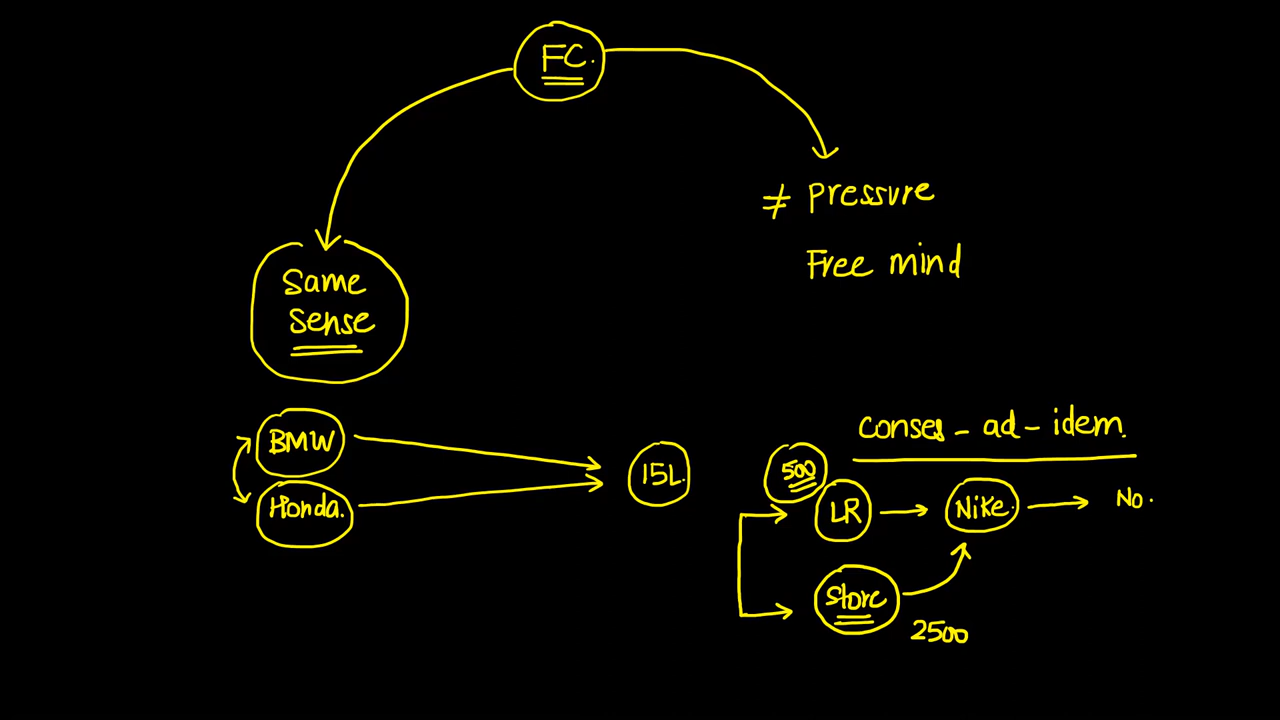 FC.
≠ Pressure
Free mind
Same
Sense
BMW
Honda.
15L.
conses - ad - idem.
500
LR
Nike.
No.
Store
2500